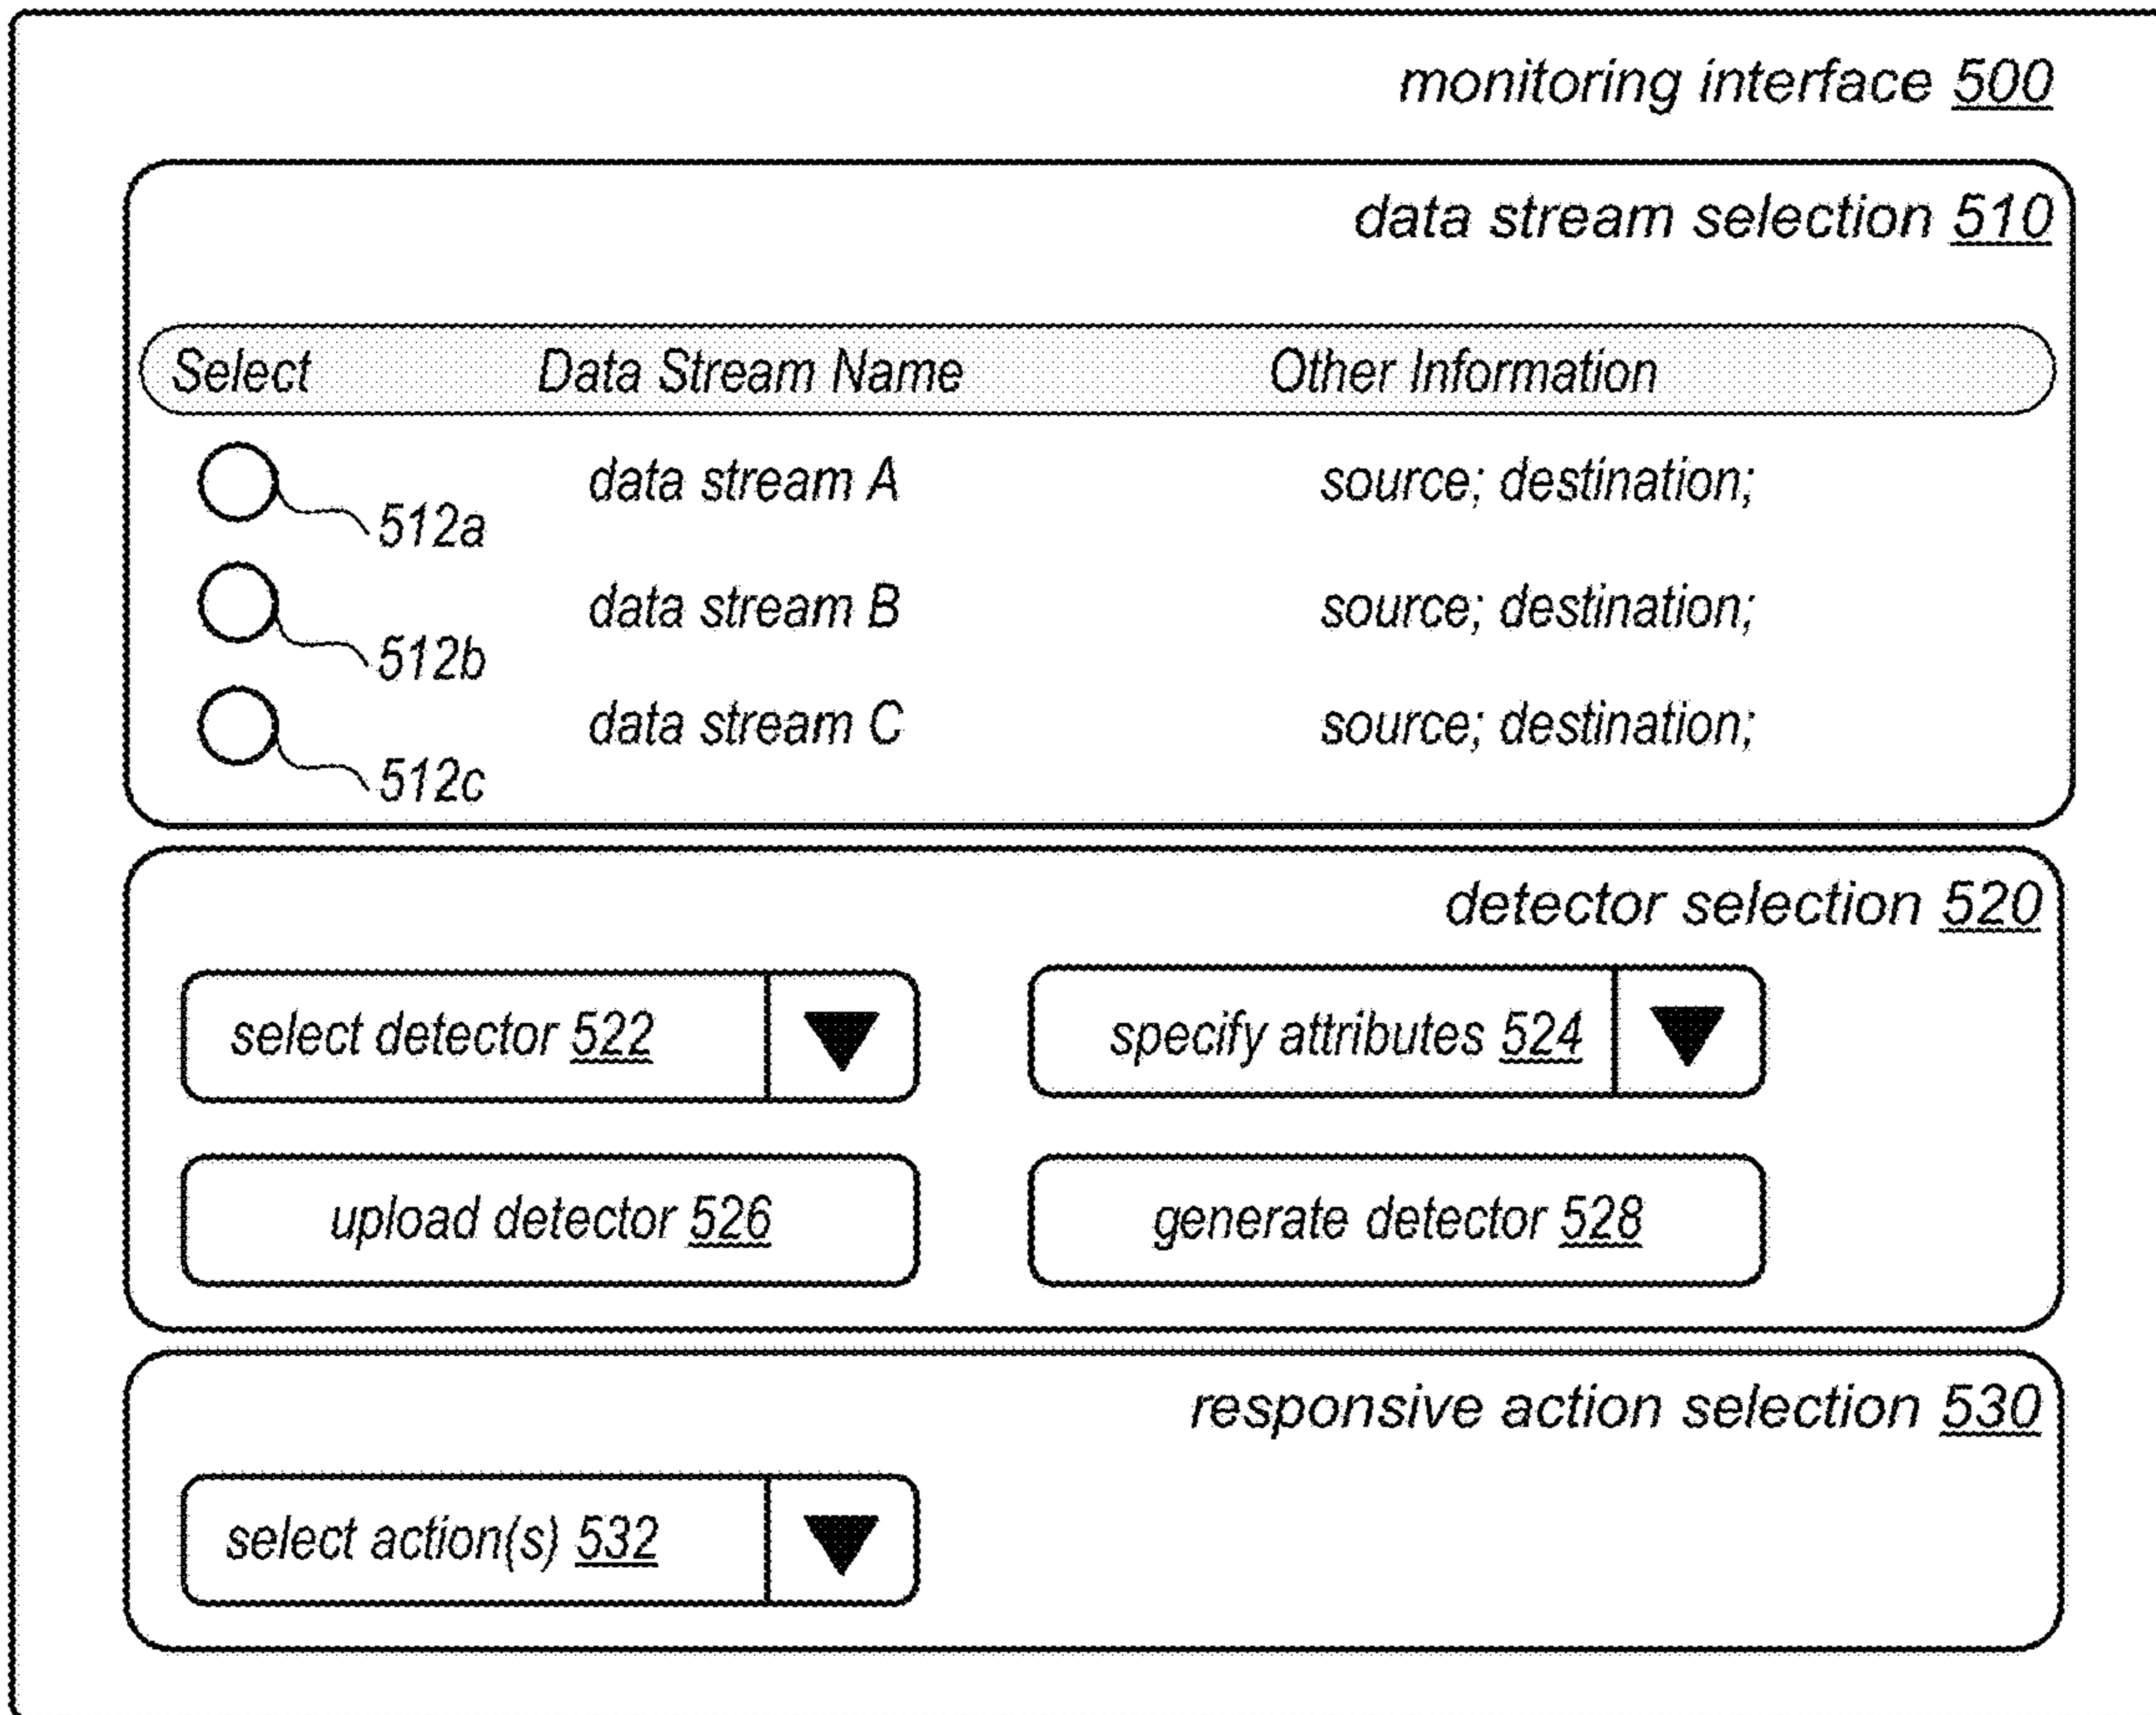 monitoring interface 500
data stream selection 510
Select Data Stream Name Other Information
data stream A source; destination;
512a
data stream B source; destination;
512b
data stream C source; destination;
512c
detector selection 520
select detector 522 specify attributes 524
upload detector 526 generate detector 528
responsive action selection 530
select action(s) 532